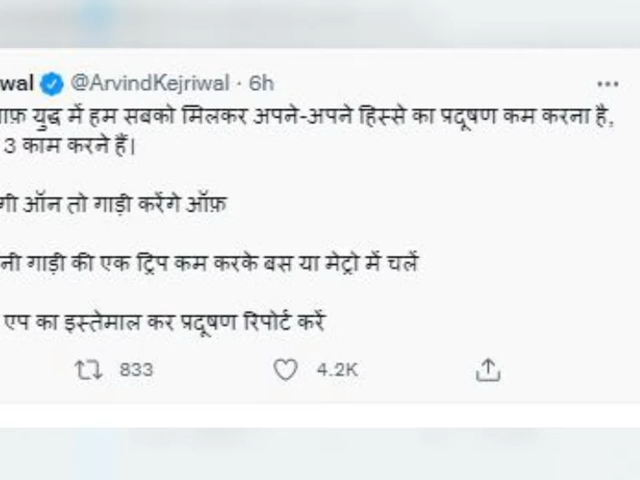 wal @ArvindKejriwal · 6h
युद्ध में हम सबको मिलकर अपने-अपने हिस्से का प्रदूषण कम करना है,
3 काम करने हैं।
गी ऑन तो गाड़ी करेंगे ऑफ़
नी गाड़ी की एक ट्रिप कम करके बस या मेट्रो में चलें
एप का इस्तेमाल कर प्रदूषण रिपोर्ट करें
833 4.2K